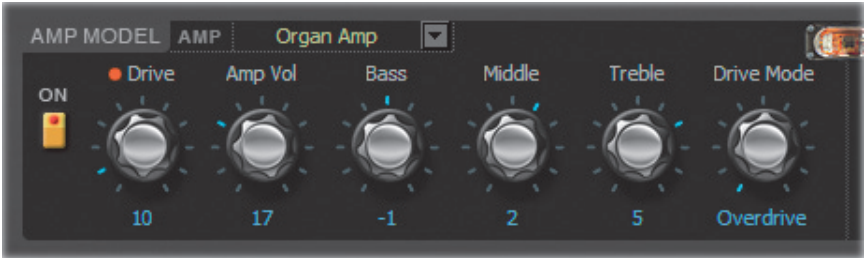 AMP MODEL AMP Organ Amp
ON Drive Amp Vol Bass Middle Treble Drive Mode
10 17 -1 2 5 Overdrive